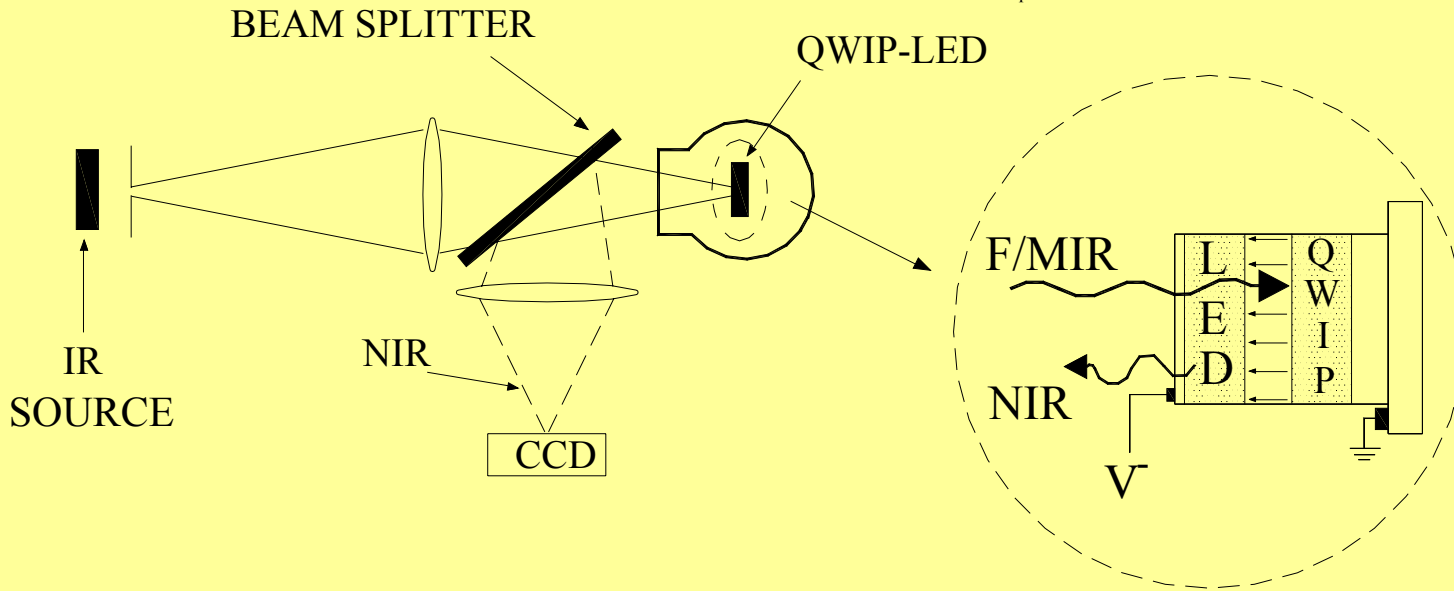 BEAM SPLITTER
QWIP-LED
IR
SOURCE
NIR
CCD
F/MIR
NIR
L
E
D
Q
W
I
P
V-